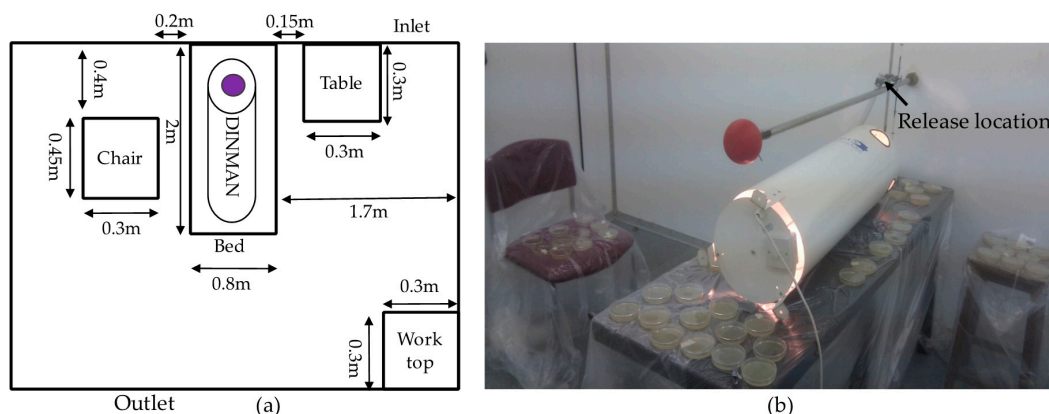 0.2m
0.15m
Inlet
0.4m
2m
Table
0.3m
DINMAN
Chair
0.45m
0.3m
0.3m
1.7m
Bed
0.8m
0.3m
0.3m
Work
top
Outlet
(a)
Release location
(b)